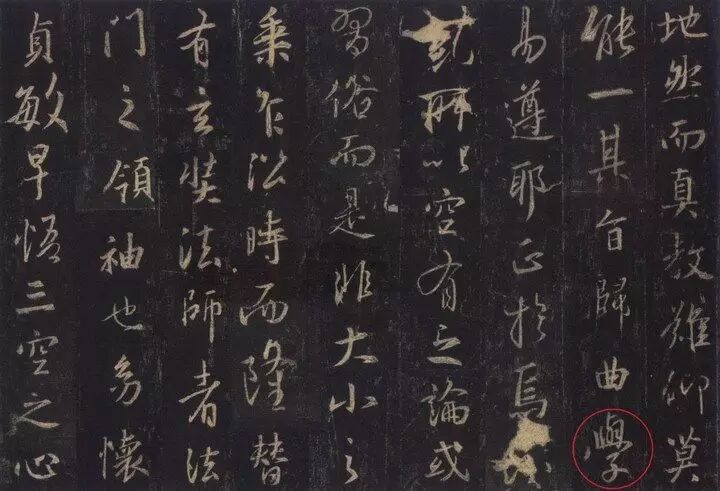 地然而真教難仰莫
能一其旨歸曲學
易遵耶正於焉
所以空有之論或
習俗而是非大小之
乘乍沿時而隆替
有玄奘法師者法
門之領袖也幼懷
貞敏早悟三空之心